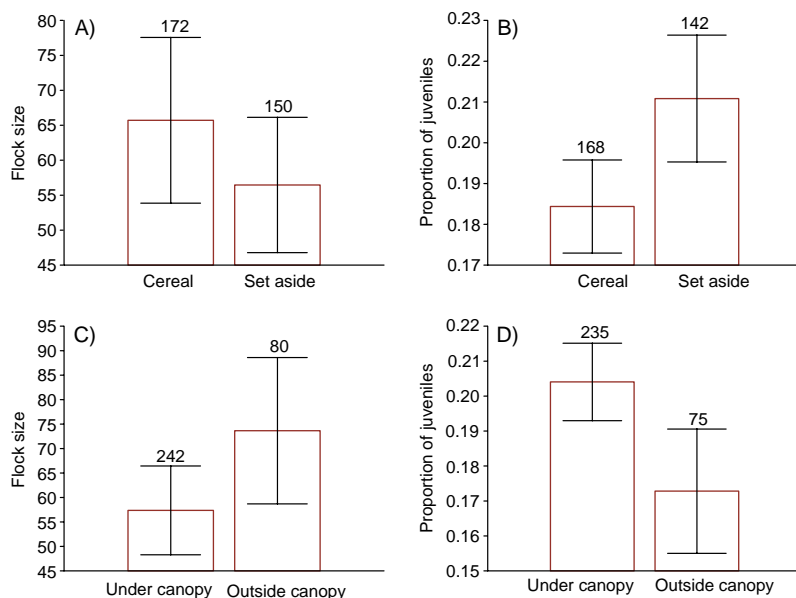 A)
Flock size
80
75
70
65
60
55
50
45
172
150
Cereal
Set aside
B)
Proportion of juveniles
0.23
0.22
0.21
0.20
0.19
0.18
0.17
168
142
Cereal
Set aside
C)
Flock size
95
90
85
80
75
70
65
60
55
50
45
242
80
Under canopy
Outside canopy
D)
Proportion of juveniles
0.22
0.21
0.20
0.19
0.18
0.17
0.16
0.15
235
75
Under canopy
Outside canopy